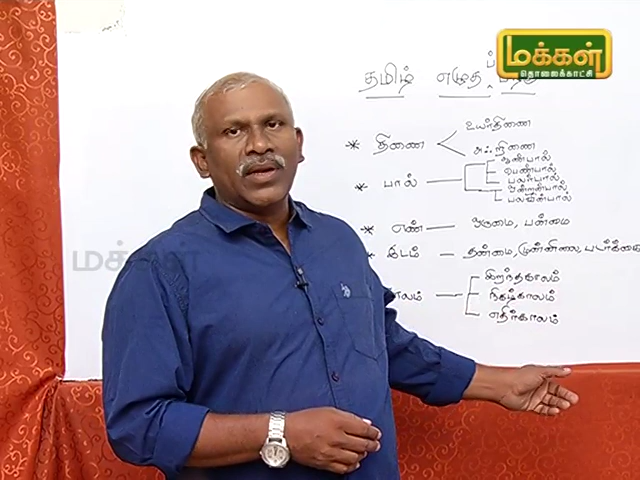 மக்கள்
தொலைக்காட்சி
தமிழ் எழுத
* திணை
உயர்திணை
அஃறிணை
* பால்
ஆண்பால்
பெண்பால்
பலர்பால்
ஒன்றன்பால்
பலவின்பால்
* எண் — ஒருமை, பன்மை
* இடம் — தன்மை, முன்னிலை, படர்க்கை
காலம்
இறந்தகாலம்
நிகழ்காலம்
எதிர்காலம்
மக்கள்